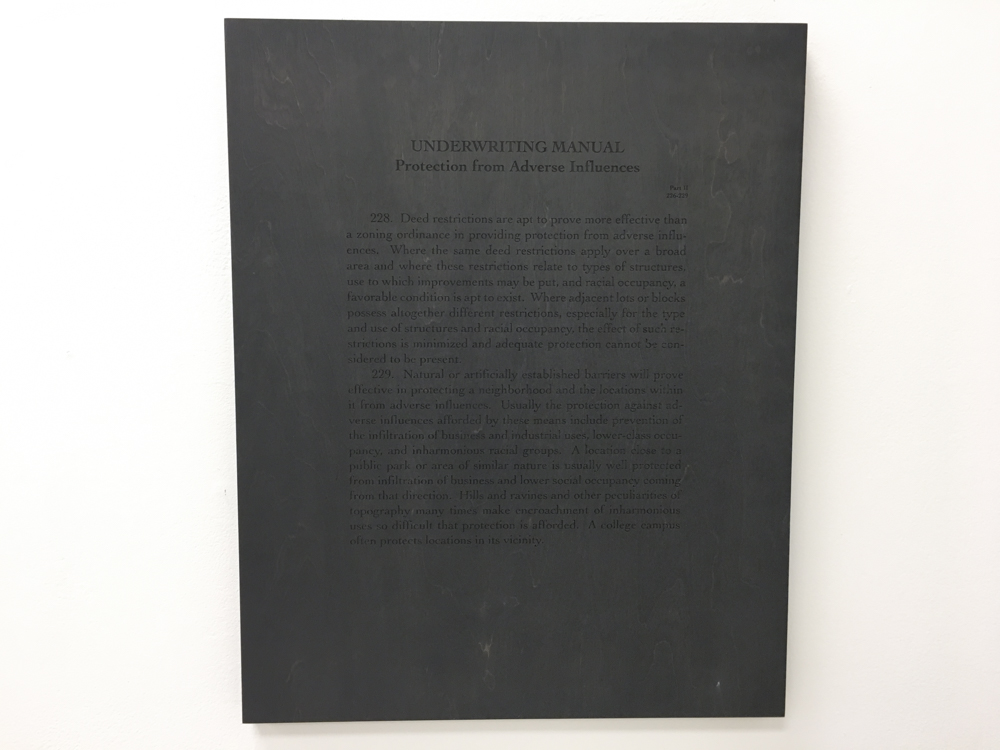 UNDERWRITING MANUAL
Protection from Adverse Influences
Part II
228. Deed restrictions are apt to prove more effective than
a zoning ordinance in providing protection from adverse influ-
ences. Where the same deed restrictions apply over a broad
area and where these restrictions relate to types of structures,
use to which improvements may be put, and racial occupancy, a
favorable condition is apt to exist. Where adjacent lots or blocks
possess altogether different restrictions, especially for the type
and use of structures and racial occupancy, the effect of such re-
strictions is minimized and adequate protection cannot be con-
sidered to be present.
229. Natural or artificially established barriers will prove
effective in protecting a neighborhood and the locations within
it from adverse influences. Usually the protection against ad-
verse influences afforded by these means include prevention of
the infiltration of business and industrial uses, lower-class occu-
pancy, and inharmonious racial groups. A location close to a
public park or area of similar nature is usually well protected
from infiltration of business and lower social occupancy coming
from that direction. Hills and ravines and other peculiarities of
topography many times make encroachment of inharmonious
uses so difficult that protection is afforded. A college campus
often protects locations in its vicinity.